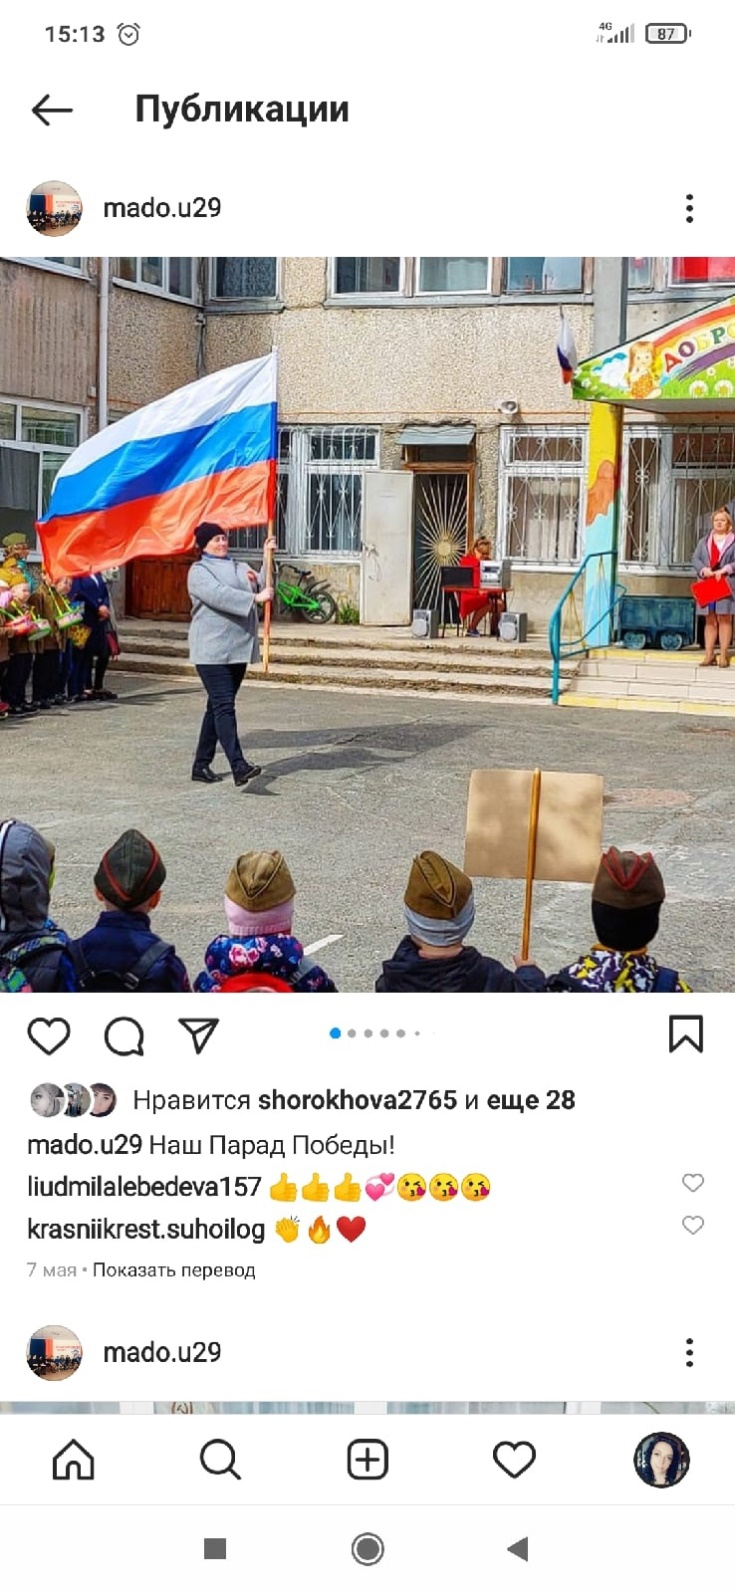 15:13
4G
87
Публикации
mado.u29
ДОБРО
Нравится shorokhova2765 и еще 28
mado.u29 Наш Парад Победы!
liudmilalebedeva157 👍👍👍💞😘😘😘
krasniikrest.suhoilog 👏🔥❤️
7 мая • Показать перевод
mado.u29